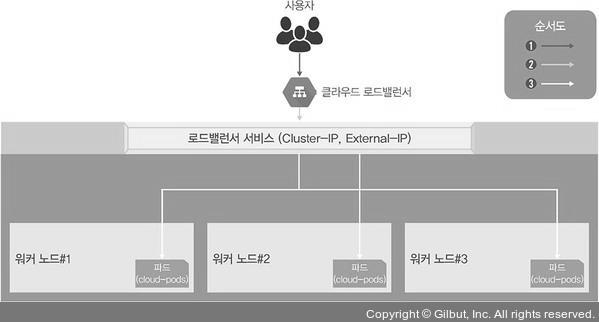 사용자
순서도
1
2
3
클라우드 로드밸런서
로드밸런서 서비스 (Cluster-IP, External-IP)
워커 노드#1
파드
(cloud-pods)
워커 노드#2
파드
(cloud-pods)
워커 노드#3
파드
(cloud-pods)
Copyright © Gilbut, Inc. All rights reserved.